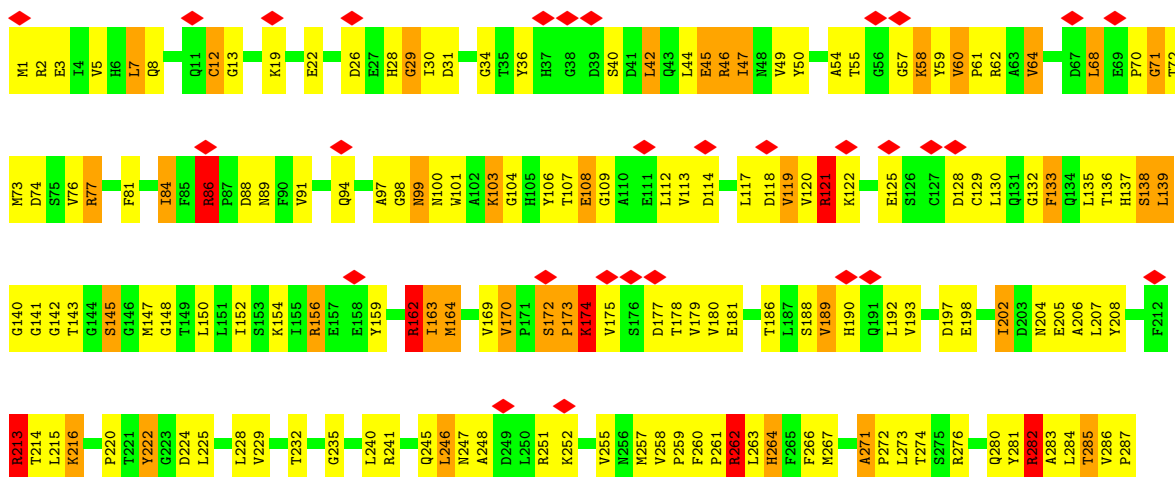 M1 R2 E3 I4 V5 H6 L7 Q8 Q11 C12 G13 K19 E22 D26 E27 H28 G29 I30 D31 G34 T35 Y36 H37 G38 D39 S40 D41 L42 Q43 L44 E45 R46 I47 N48 V49 Y50 A54 T55 G56 G57 K58 Y59 V60 P61 R62 A63 V64 D67 L68 E69 P70 G71 T72
M73 D74 S75 V76 R77 F81 I84 F85 R86 P87 D88 N89 F90 V91 Q94 A97 G98 N99 N100 W101 A102 K103 G104 H105 Y106 T107 E108 G109 A110 E111 L112 V113 D114 L117 D118 V119 V120 R121 K122 E125 S126 C127 D128 C129 L130 Q131 G132 F133 Q134 L135 T136 H137 S138 L139
G140 G141 G142 T143 G144 S145 G146 M147 G148 T149 L150 L151 I152 S153 K154 I155 R156 E157 E158 Y159 R162 I163 M164 V169 V170 P171 S172 P173 K174 V175 S176 D177 T178 V179 V180 E181 T186 L187 S188 V189 H190 Q191 L192 V193 D197 E198 I202 D203 N204 E205 A206 L207 Y208 F212
R213 T214 L215 K216 P220 T221 Y222 G223 D224 L225 L228 V229 T232 G235 L240 R241 Q245 L246 N247 A248 D249 L250 R251 K252 V255 N256 M257 V258 P259 F260 P261 R262 L263 H264 F265 F266 M267 A271 P272 L273 T274 S275 R276 Q280 Y281 R282 A283 L284 T285 V286 P287